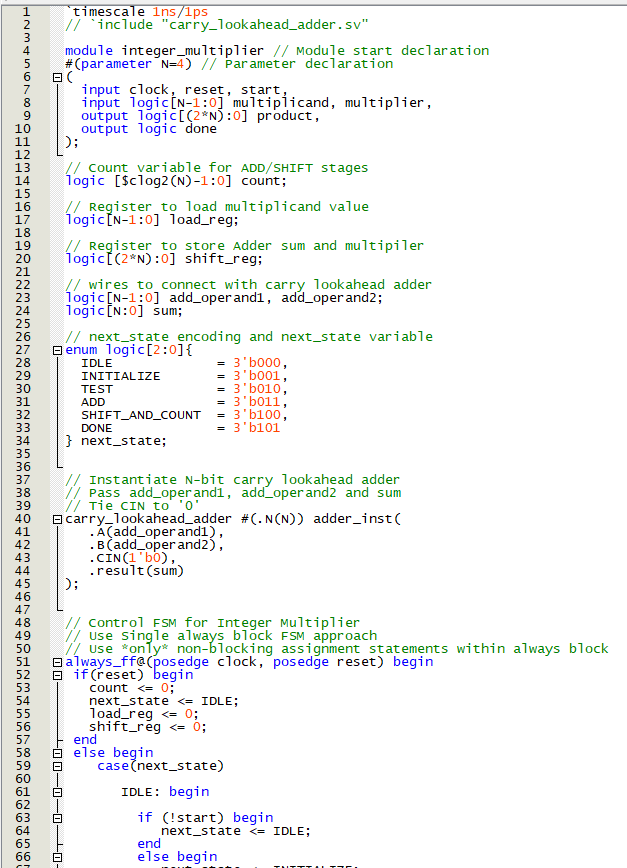 1 `timescale 1ns/1ps
2 // `include "carry_lookahead_adder.sv"
3
4 module integer_multiplier // Module start declaration
5 #(parameter N=4) // Parameter declaration
6 (
7 input clock, reset, start,
8 input logic[N-1:0] multiplicand, multiplier,
9 output logic[(2*N):0] product,
10 output logic done
11 );
12
13 // Count variable for ADD/SHIFT stages
14 logic [$clog2(N)-1:0] count;
15
16 // Register to load multiplicand value
17 logic[N-1:0] load_reg;
18
19 // Register to store Adder sum and multipiler
20 logic[(2*N):0] shift_reg;
21
22 // wires to connect with carry lookahead adder
23 logic[N-1:0] add_operand1, add_operand2;
24 logic[N:0] sum;
25
26 // next_state encoding and next_state variable
27 enum logic[2:0]{
28 IDLE = 3'b000,
29 INITIALIZE = 3'b001,
30 TEST = 3'b010,
31 ADD = 3'b011,
32 SHIFT_AND_COUNT = 3'b100,
33 DONE = 3'b101
34 } next_state;
35
36
37 // Instantiate N-bit carry lookahead adder
38 // Pass add_operand1, add_operand2 and sum
39 // Tie CIN to '0'
40 carry_lookahead_adder #(.N(N)) adder_inst(
41 .A(add_operand1),
42 .B(add_operand2),
43 .CIN(1'b0),
44 .result(sum)
45 );
46
47
48 // Control FSM for Integer Multiplier
49 // Use Single always block FSM approach
50 // Use *only* non-blocking assignment statements within always block
51 always_ff@(posedge clock, posedge reset) begin
52 if(reset) begin
53 count <= 0;
54 next_state <= IDLE;
55 load_reg <= 0;
56 shift_reg <= 0;
57 end
58 else begin
59 case(next_state)
60
61 IDLE: begin
62
63 if (!start) begin
64 next_state <= IDLE;
65 end
66 else begin